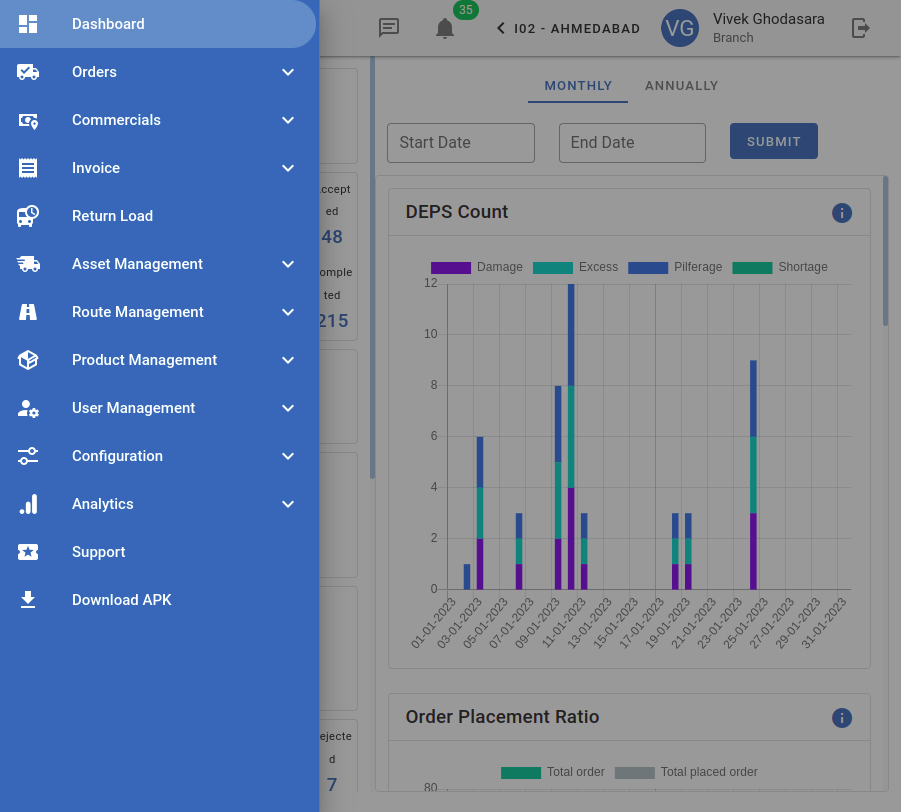 Dashboard
Orders
Commercials
Invoice
Return Load
Asset Management
Route Management
Product Management
User Management
Configuration
Analytics
Support
Download APK
35
I02 - AHMEDABAD
VG
Vivek Ghodasara
Branch
ccept
ed
48
omple
ted
215
ejecte
d
7
MONTHLY
ANNUALLY
Start Date
End Date
SUBMIT
DEPS Count
Damage
Excess
Pilferage
Shortage
12
10
8
6
4
2
0
01-01-2023
03-01-2023
05-01-2023
07-01-2023
09-01-2023
11-01-2023
13-01-2023
15-01-2023
17-01-2023
19-01-2023
21-01-2023
23-01-2023
25-01-2023
27-01-2023
29-01-2023
31-01-2023
Order Placement Ratio
Total order
Total placed order
80